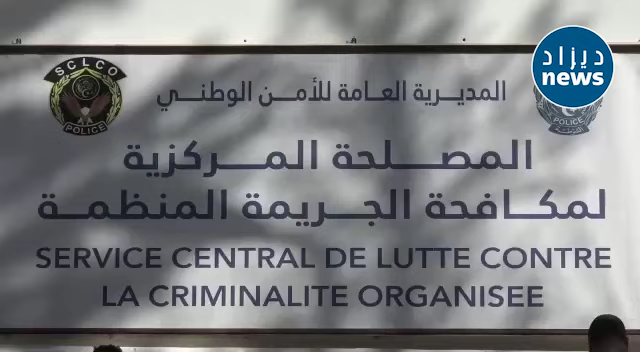 ديزاد
news
SCLCO
POLICE
المديرية العامة للأمن الوطني
المصلحة المركزية
لمكافحة الجريمة المنظمة
SERVICE CENTRAL DE LUTTE CONTRE
LA CRIMINALITE ORGANISEE